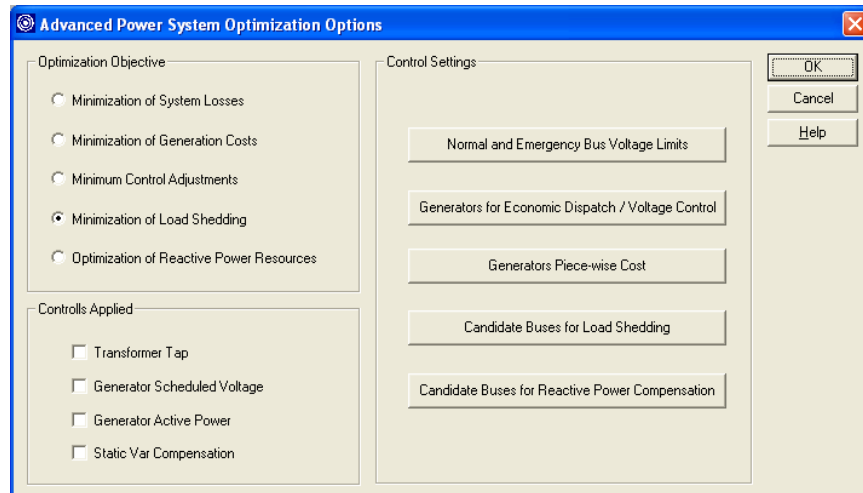 Advanced Power System Optimization Options
Optimization Objective
Minimization of System Losses
Minimization of Generation Costs
Minimum Control Adjustments
Minimization of Load Shedding
Optimization of Reactive Power Resources
Controlls Applied
Transformer Tap
Generator Scheduled Voltage
Generator Active Power
Static Var Compensation
Control Settings
Normal and Emergency Bus Voltage Limits
Generators for Economic Dispatch / Voltage Control
Generators Piece-wise Cost
Candidate Buses for Load Shedding
Candidate Buses for Reactive Power Compensation
OK
Cancel
Help